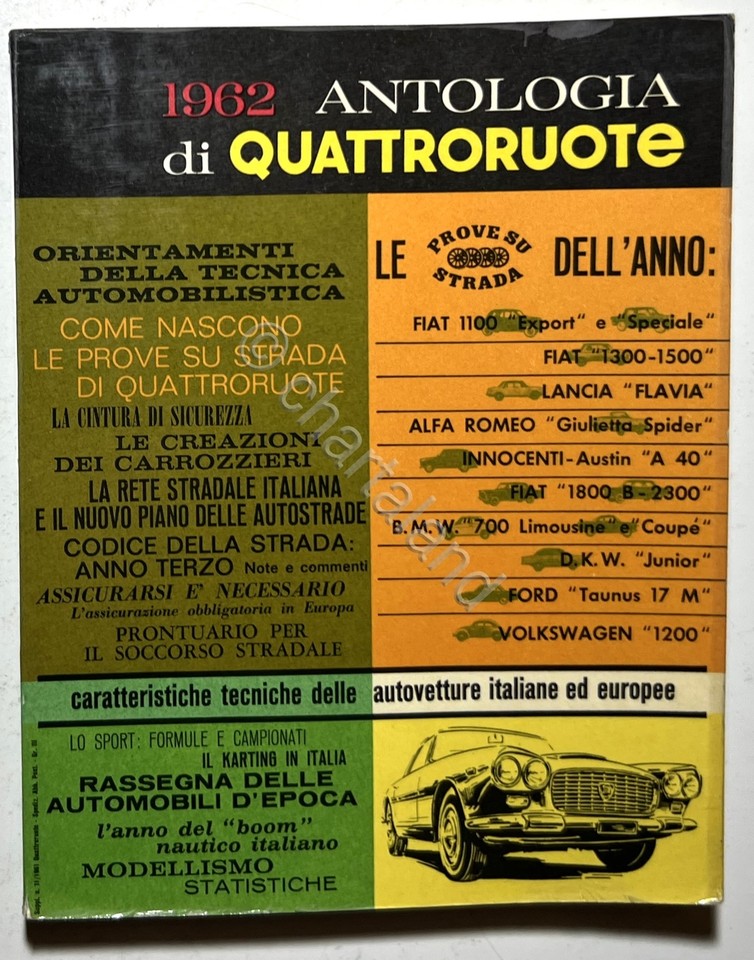 1962 ANTOLOGIA
di QUATTRORUOTe
ORIENTAMENTI
DELLA TECNICA
AUTOMOBILISTICA
COME NASCONO
LE PROVE SU STRADA
DI QUATTRORUOTE
LA CINTURA DI SICUREZZA
LE CREAZIONI
DEI CARROZZIERI
LA RETE STRADALE ITALIANA
E IL NUOVO PIANO DELLE AUTOSTRADE
CODICE DELLA STRADA:
ANNO TERZO Note e commenti
ASSICURARSI E' NECESSARIO
L'assicurazione obbligatoria in Europa
PRONTUARIO PER
IL SOCCORSO STRADALE
LE PROVE SU STRADA DELL'ANNO:
FIAT 1100 "Export" e "Speciale"
FIAT "1300-1500"
LANCIA "FLAVIA"
ALFA ROMEO "Giulietta Spider"
INNOCENTI-Austin "A 40"
FIAT "1800 B-2300"
B.M.W. "700 Limousine" e "Coupé"
D.K.W. "Junior"
FORD "Taunus 17 M"
VOLKSWAGEN "1200"
caratteristiche tecniche delle autovetture italiane ed europee
LO SPORT: FORMULE E CAMPIONATI
IL KARTING IN ITALIA
RASSEGNA DELLE
AUTOMOBILI D'EPOCA
l'anno del "boom"
nautico italiano
MODELLISMO
STATISTICHE
© chartaland